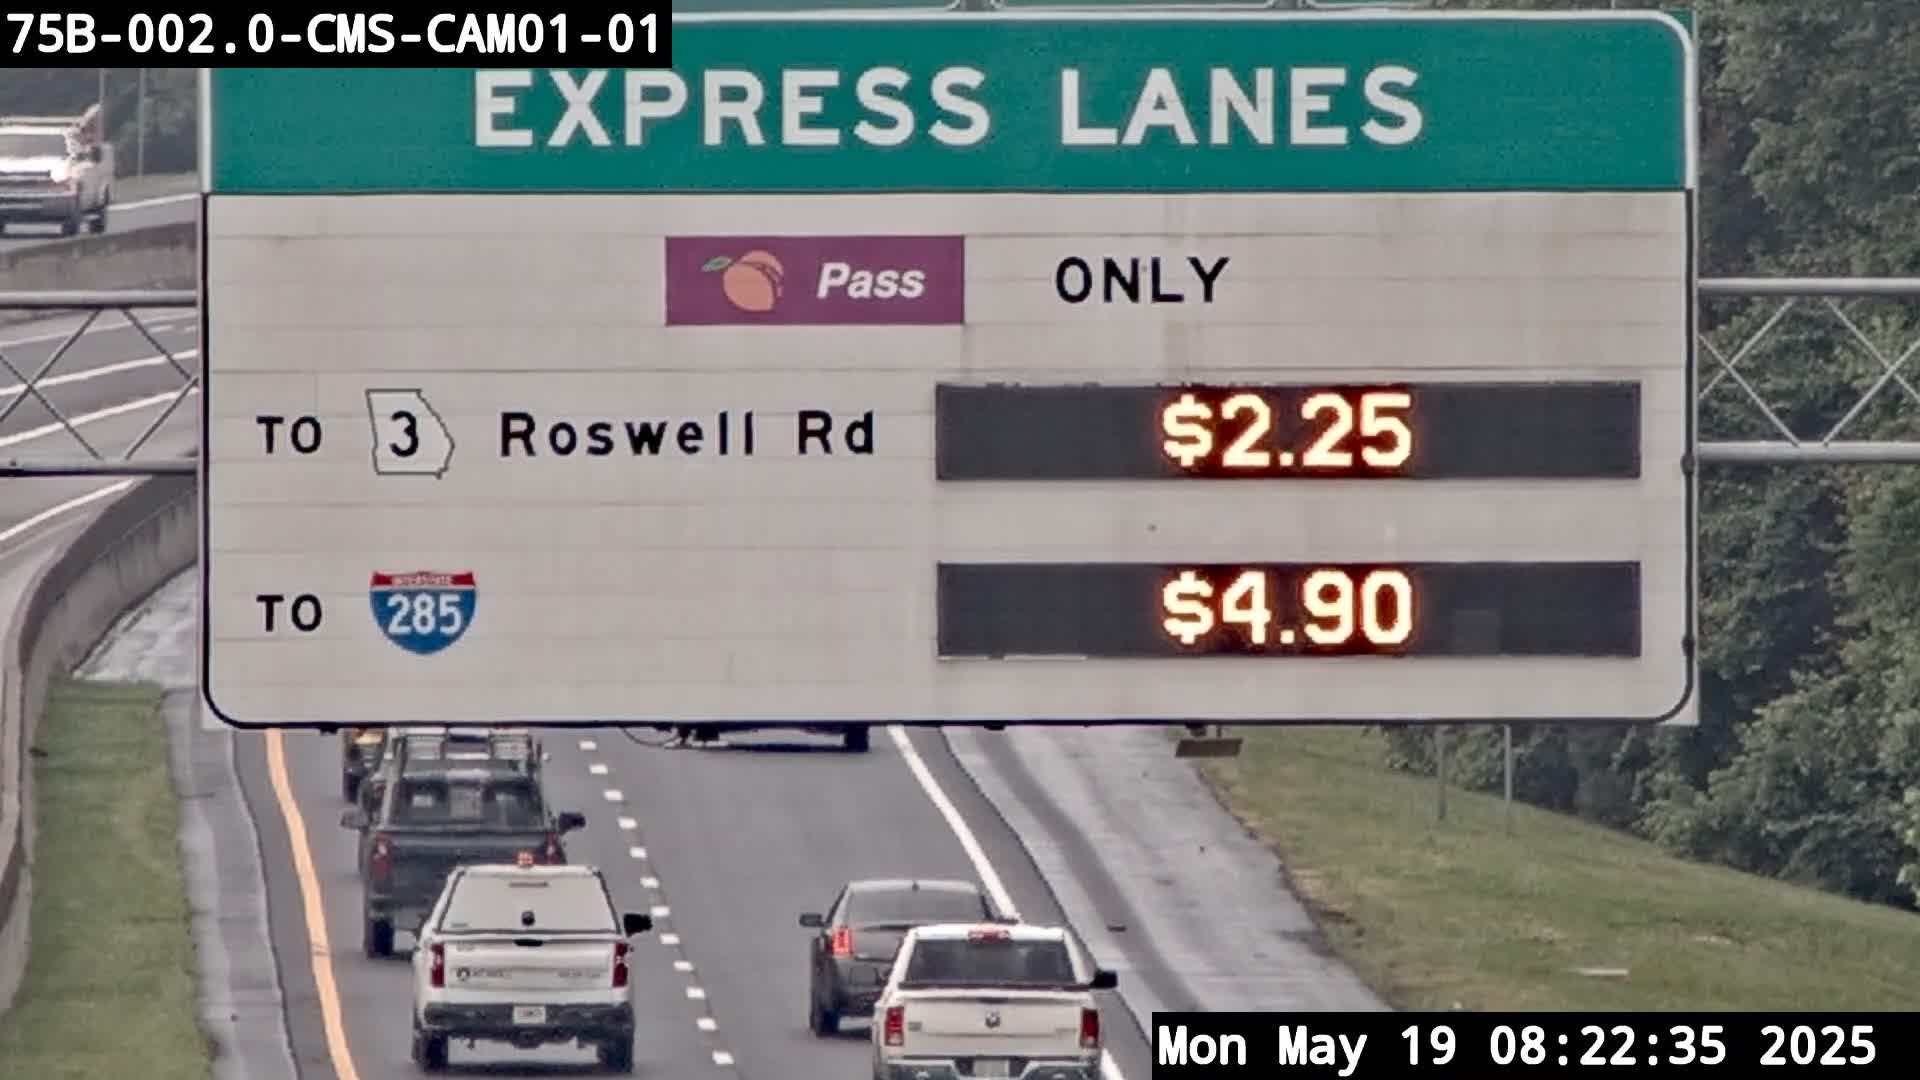 75B-002.0-CMS-CAM01-01
EXPRESS LANES
Pass ONLY
TO 3 Roswell Rd $2.25
INTERSTATE
TO 285 $4.90
Mon May 19 08:22:35 2025